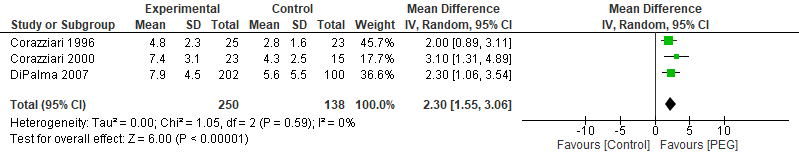 Experimental Control Mean Difference Mean Difference
Study or Subgroup Mean SD Total Mean SD Total Weight IV, Random, 95% CI IV, Random, 95% CI
Corazziari 1996 4.8 2.3 25 2.8 1.6 23 45.7% 2.00 [0.89, 3.11]
Corazziari 2000 7.4 3.1 23 4.3 2.5 15 17.7% 3.10 [1.31, 4.89]
DiPalma 2007 7.9 4.5 202 5.6 5.5 100 36.6% 2.30 [1.06, 3.54]
Total (95% CI) 250 138 100.0% 2.30 [1.55, 3.06]
Heterogeneity: Tau² = 0.00; Chi² = 1.05, df = 2 (P = 0.59); I² = 0%
Test for overall effect: Z = 6.00 (P < 0.00001)
-10 -5 0 5 10
Favours [Control] Favours [PEG]